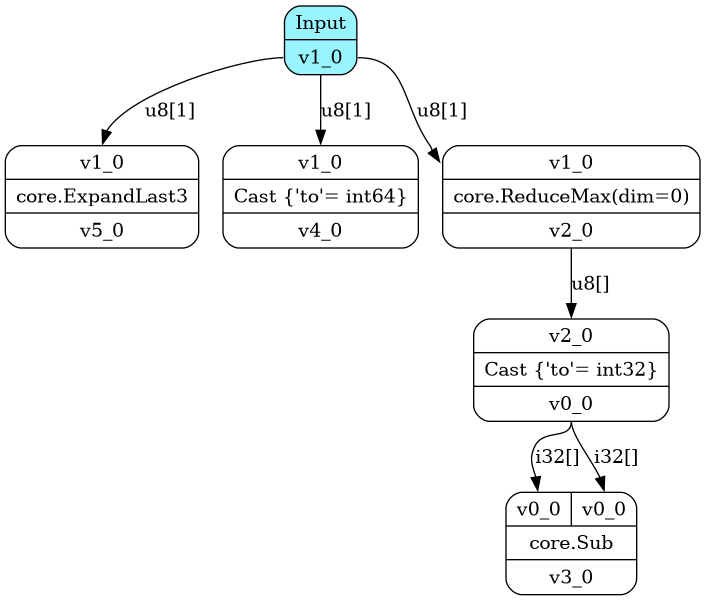 Input
v1_0
u8[1]
u8[1]
u8[1]
v1_0
core.ExpandLast3
v5_0
v1_0
Cast {'to'= int64}
v4_0
v1_0
core.ReduceMax(dim=0)
v2_0
u8[]
v2_0
Cast {'to'= int32}
v0_0
i32[]
i32[]
v0_0
v0_0
core.Sub
v3_0